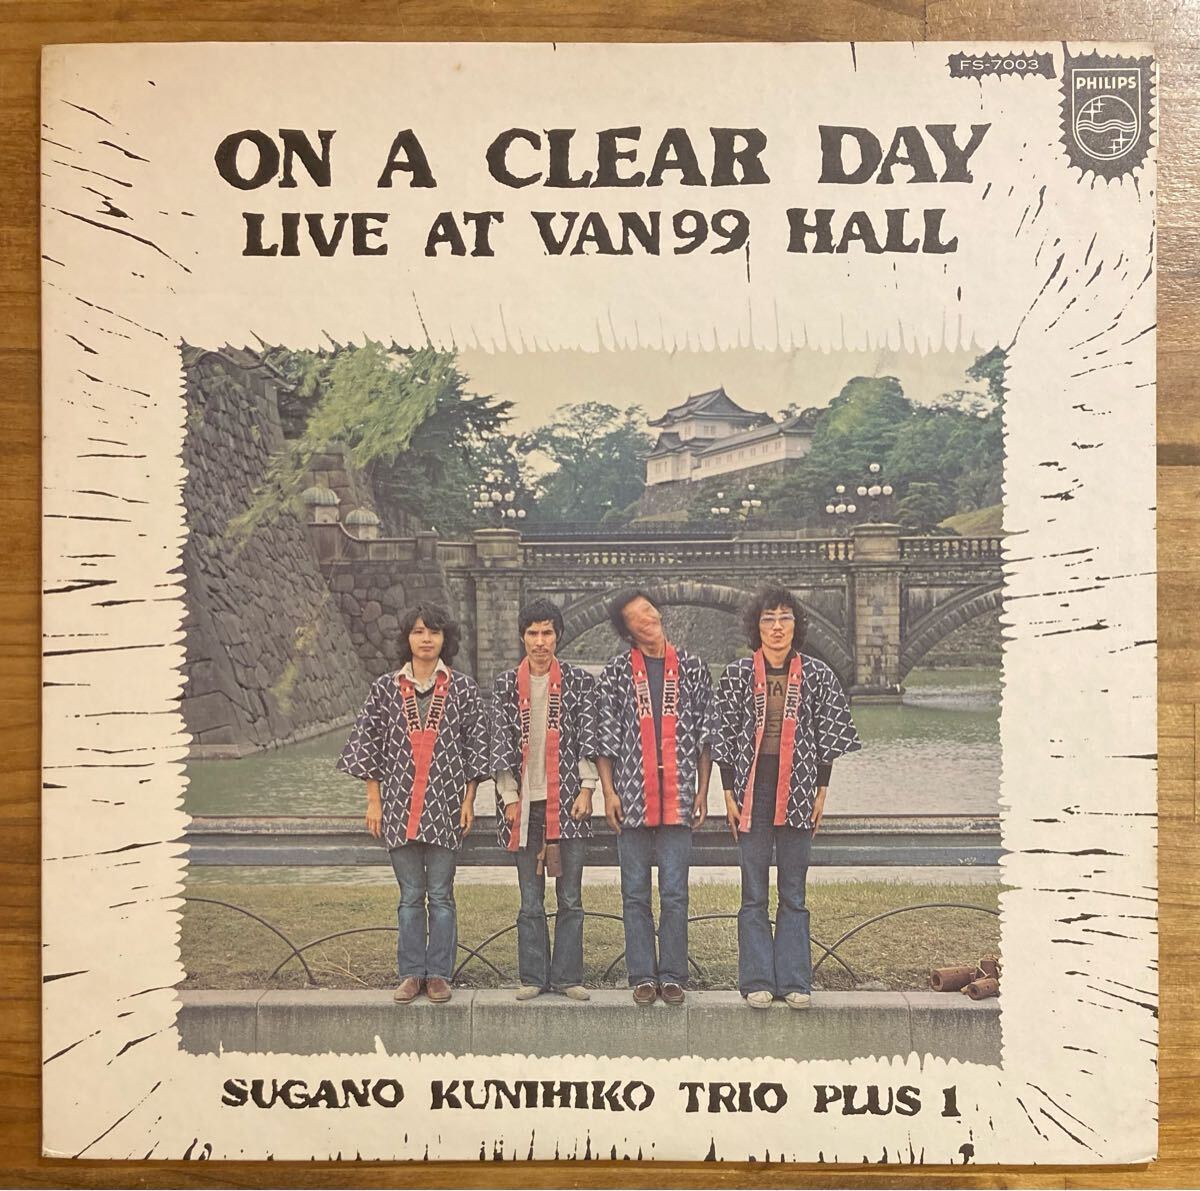 FS-7003
PHILIPS
ON A CLEAR DAY
LIVE AT VAN99 HALL
SUGANO KUNIHIKO TRIO PLUS 1